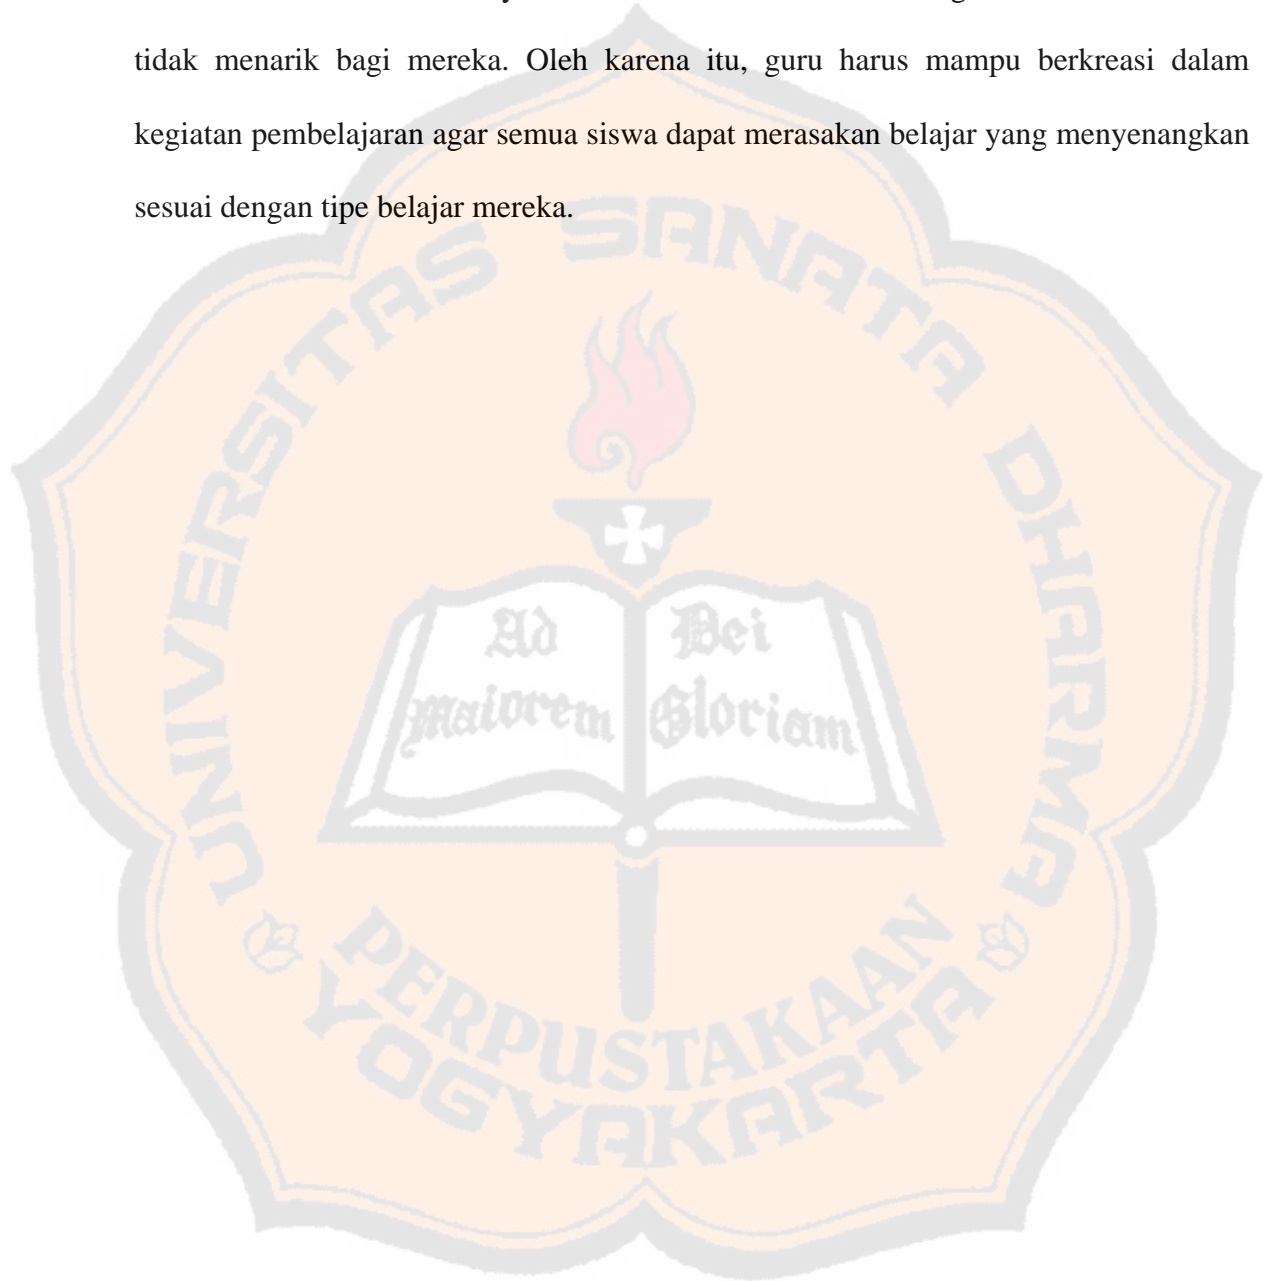 tidak menarik bagi mereka. Oleh karena itu, guru harus mampu berkreasi dalam
kegiatan pembelajaran agar semua siswa dapat merasakan belajar yang menyenangkan
sesuai dengan tipe belajar mereka.
UNIVERSITAS SANATA DHARMA
Ad Dei
maiorem Gloriam
PERPUSTAKAAN
YOGYAKARTA